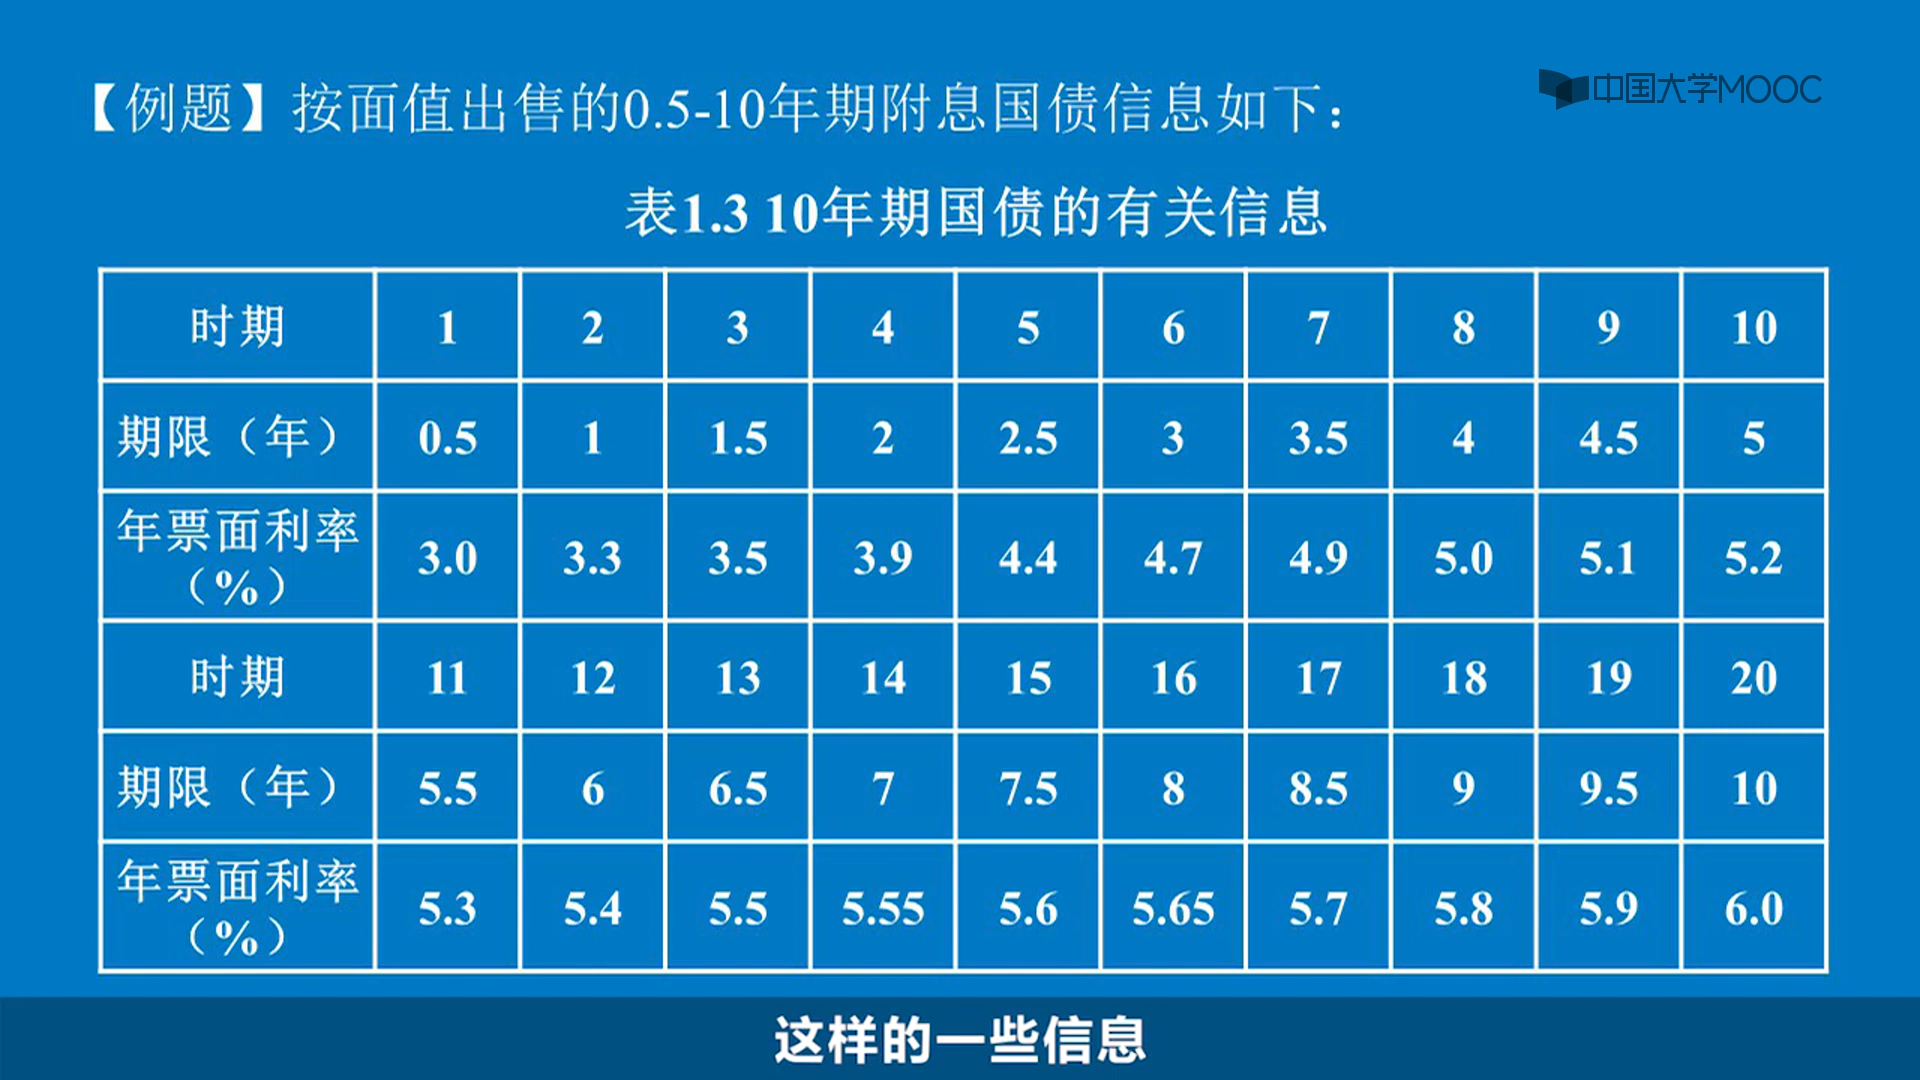 【例题】按面值出售的0.5-10年期附息国债信息如下：
中国大学MOOC
表1.3 10年期国债的有关信息
时期 1 2 3 4 5 6 7 8 9 10
期限（年） 0.5 1 1.5 2 2.5 3 3.5 4 4.5 5
年票面利率（%） 3.0 3.3 3.5 3.9 4.4 4.7 4.9 5.0 5.1 5.2
时期 11 12 13 14 15 16 17 18 19 20
期限（年） 5.5 6 6.5 7 7.5 8 8.5 9 9.5 10
年票面利率（%） 5.3 5.4 5.5 5.55 5.6 5.65 5.7 5.8 5.9 6.0
这样的一些信息